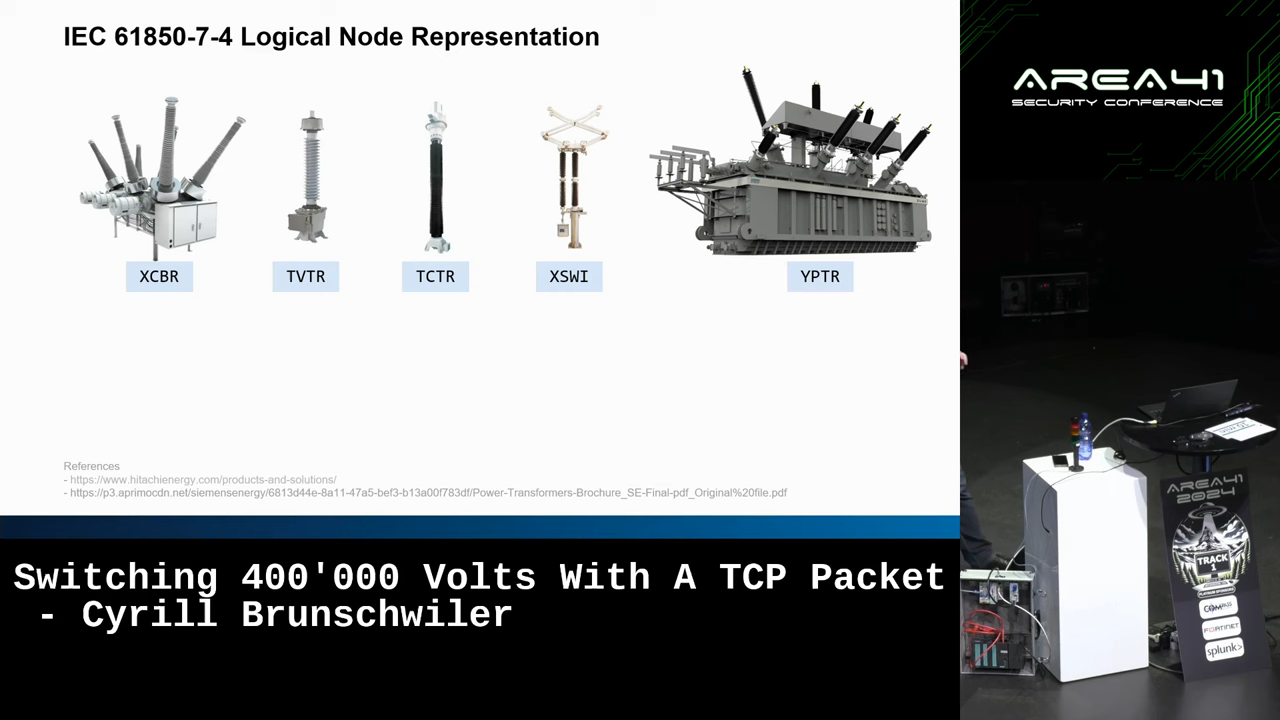 IEC 61850-7-4 Logical Node Representation
XCBR
TVTR
TCTR
XSWI
YPTR
References
- https://www.hitachienergy.com/products-and-solutions/
- https://p3.aprimocdn.net/siemensenergy/6813d44e-8a11-47a5-bef3-b13a00f783df/Power-Transformers-Brochure_SE-Final-pdf_Original%20file.pdf
Switching 400'000 Volts With A TCP Packet
- Cyrill Brunschwiler
AREA41
SECURITY CONFERENCE
AREA41
2024
TRACK
1
PLATINUM SPONSORS
COMPASS
FORTINET
splunk>